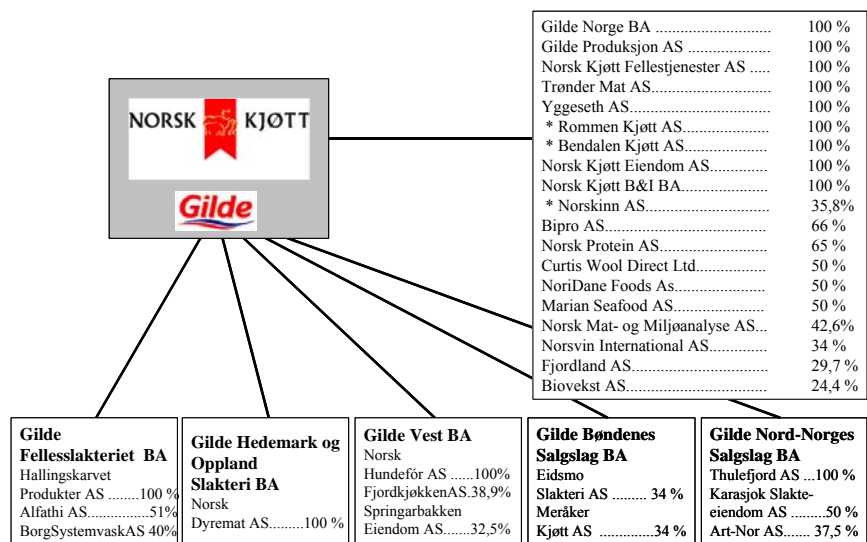 NORSK KJØTT
Gilde
Gilde Norge BA ............................ 100 %
Gilde Produksjon AS .................... 100 %
Norsk Kjøtt Fellestjenester AS ..... 100 %
Trønder Mat AS............................. 100 %
Yggeseth AS................................... 100 %
* Rommen Kjøtt AS..................... 100 %
* Bendalen Kjøtt AS.................... 100 %
Norsk Kjøtt Eiendom AS.............. 100 %
Norsk Kjøtt B&I BA..................... 100 %
* Norskinn AS............................. 35,8%
Bipro AS........................................ 66 %
Norsk Protein AS.......................... 65 %
Curtis Wool Direct Ltd................. 50 %
NoriDane Foods As....................... 50 %
Marian Seafood AS...................... 50 %
Norsk Mat- og Miljøanalyse AS... 42,6%
Norsvin International AS.............. 34 %
Fjordland AS................................. 29,7 %
Biovekst AS.................................. 24,4 %
Gilde
Fellesslakteriet BA
Hallingskarvet
Produkter AS ........100 %
Alfathi AS....................51%
BorgSystemvaskAS 40%
Gilde Hedemark og
Oppland
Slakteri BA
Norsk
Dyremat AS.........100 %
Gilde Vest BA
Norsk
Hundefór AS ......100%
FjordkjøkkenAS.38,9%
Springarbakken
Eiendom AS......32,5%
Gilde Bøndenes
Salgslag BA
Eidsmo
Slakteri AS ......... 34 %
Meråker
Kjøtt AS ..............34 %
Gilde Nord-Norges
Salgslag BA
Thulefjord AS ...100 %
Karasjok Slakte-
eiendom AS .........50 %
Art-Nor AS...... 37,5 %